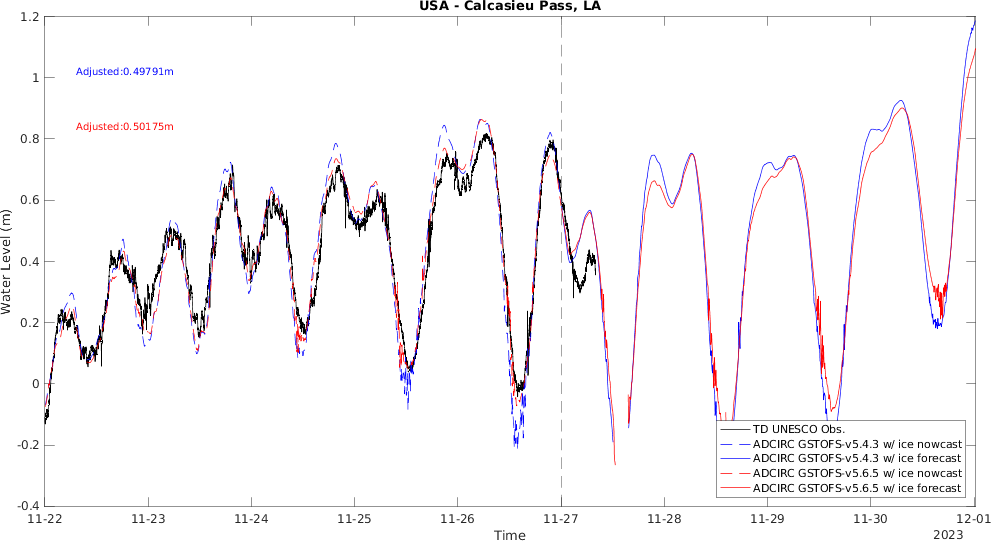 USA - Calcasieu Pass, LA
1.2
1
0.8
0.6
0.4
0.2
0
-0.2
-0.4
Water Level (m)
Adjusted:0.49791m
Adjusted:0.50175m
TD UNESCO Obs.
ADCIRC GSTOFS-v5.4.3 w/ ice nowcast
ADCIRC GSTOFS-v5.4.3 w/ ice forecast
ADCIRC GSTOFS-v5.6.5 w/ ice nowcast
ADCIRC GSTOFS-v5.6.5 w/ ice forecast
11-22 11-23 11-24 11-25 11-26 11-27 11-28 11-29 11-30 12-01
Time
2023